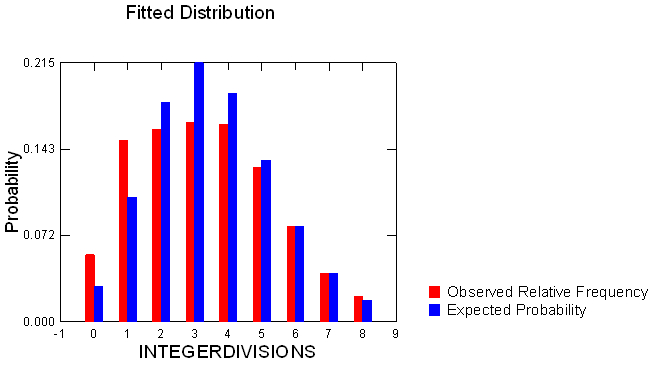 Fitted Distribution
0.215
0.143
0.072
0.000
Probability
-1 0 1 2 3 4 5 6 7 8 9
INTEGERDIVISIONS
Observed Relative Frequency
Expected Probability